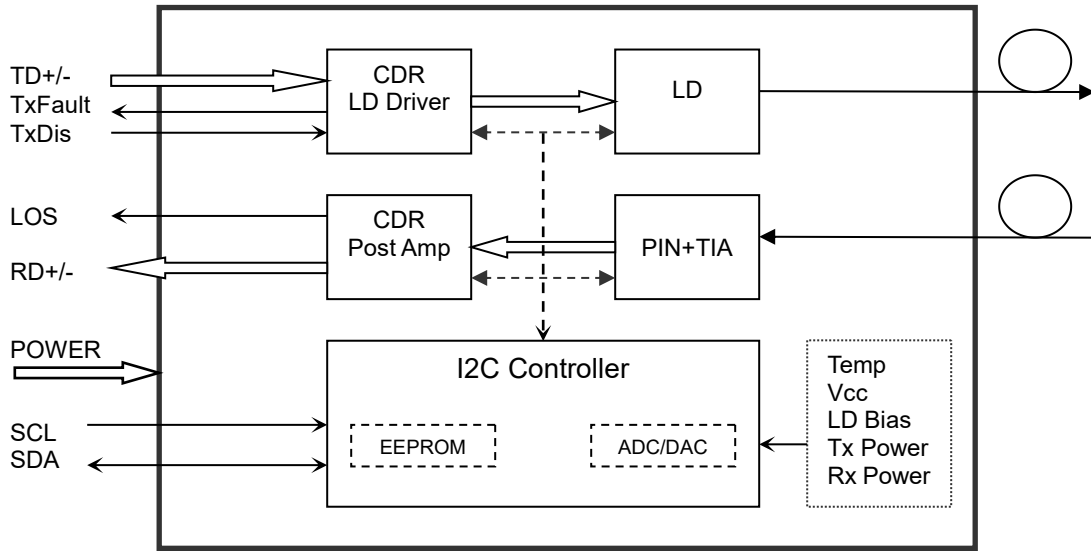 TD+/-
TxFault
TxDis
CDR
LD Driver
LD
LOS
RD+/-
CDR
Post Amp
PIN+TIA
POWER
SCL
SDA
I2C Controller
EEPROM
ADC/DAC
Temp
Vcc
LD Bias
Tx Power
Rx Power